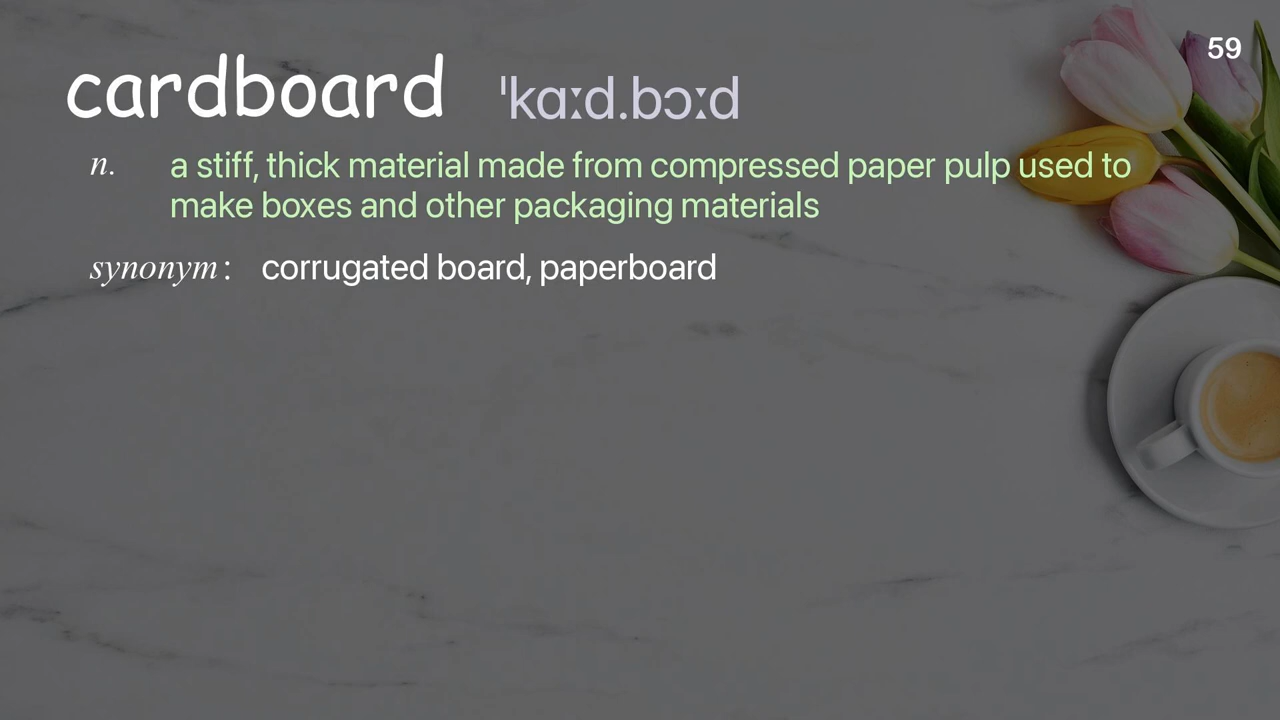 59
cardboard ˈkɑːd.bɔːd
n. a stiff, thick material made from compressed paper pulp used to
make boxes and other packaging materials
synonym: corrugated board, paperboard